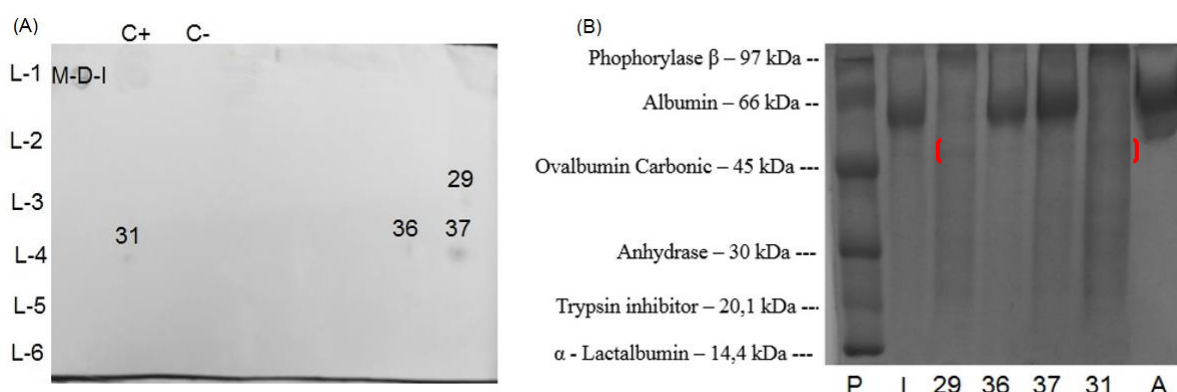 (A)
C+ C-
L-1 M-D-I
L-2
29
L-3
31 36 37
L-4
L-5
L-6
(B)
Phophorylase β – 97 kDa --
Albumin – 66 kDa --
Ovalbumin Carbonic – 45 kDa ---
Anhydrase – 30 kDa ---
Trypsin inhibitor – 20,1 kDa ---
α - Lactalbumin – 14,4 kDa ---
P I 29 36 37 31 A